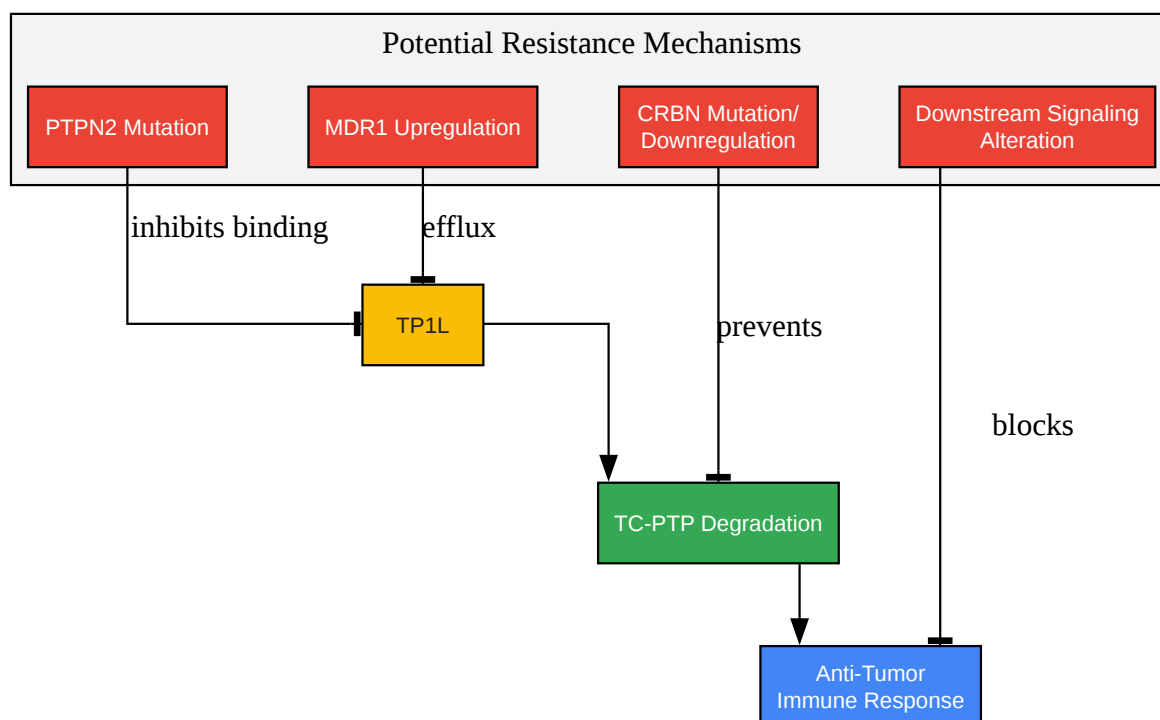 Potential Resistance Mechanisms
PTPN2 Mutation
MDR1 Upregulation
CRBN Mutation/
Downregulation
Downstream Signaling
Alteration
inhibits binding
efflux
TP1L
prevents
blocks
TC-PTP Degradation
Anti-Tumor
Immune Response